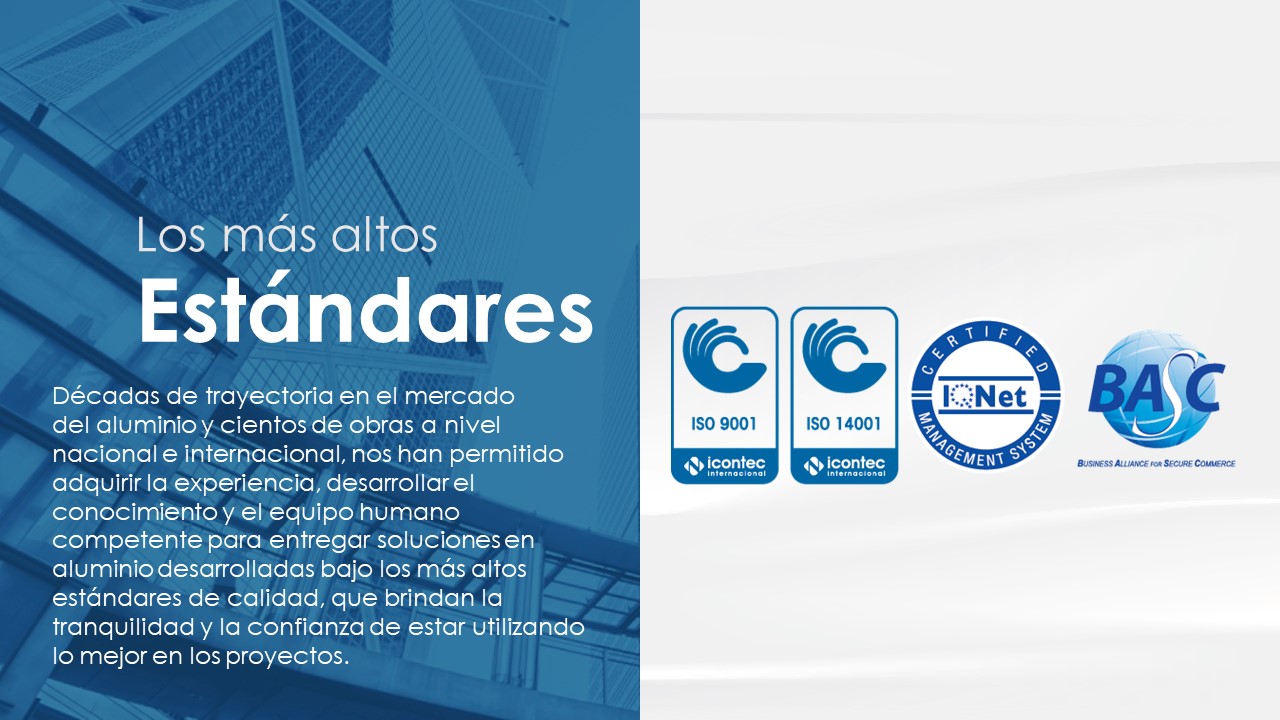 Los más altos
Estándares
Décadas de trayectoria en el mercado
del aluminio y cientos de obras a nivel
nacional e internacional, nos han permitido
adquirir la experiencia, desarrollar el
conocimiento y el equipo humano
competente para entregar soluciones en
aluminio desarrolladas bajo los más altos
estándares de calidad, que brindan la
tranquilidad y la confianza de estar utilizando
lo mejor en los proyectos.
ISO 9001
icontec
internacional
ISO 14001
icontec
internacional
CERTIFIED
IQNet
MANAGEMENT SYSTEM
BASC
BUSINESS ALLIANCE FOR SECURE COMMERCE